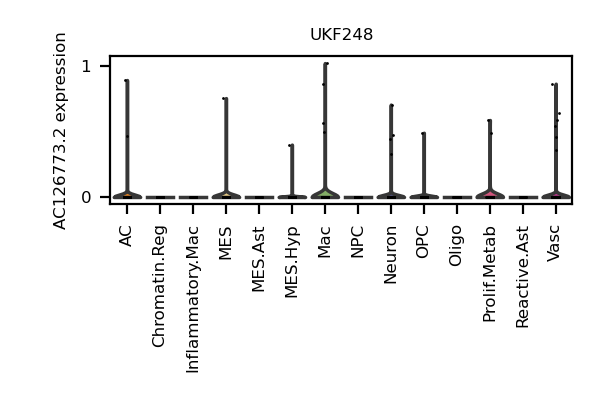 UKF248
AC126773.2 expression
1
0
AC
Chromatin.Reg
Inflammatory.Mac
MES
MES.Ast
MES.Hyp
Mac
NPC
Neuron
OPC
Oligo
Prolif.Metab
Reactive.Ast
Vasc